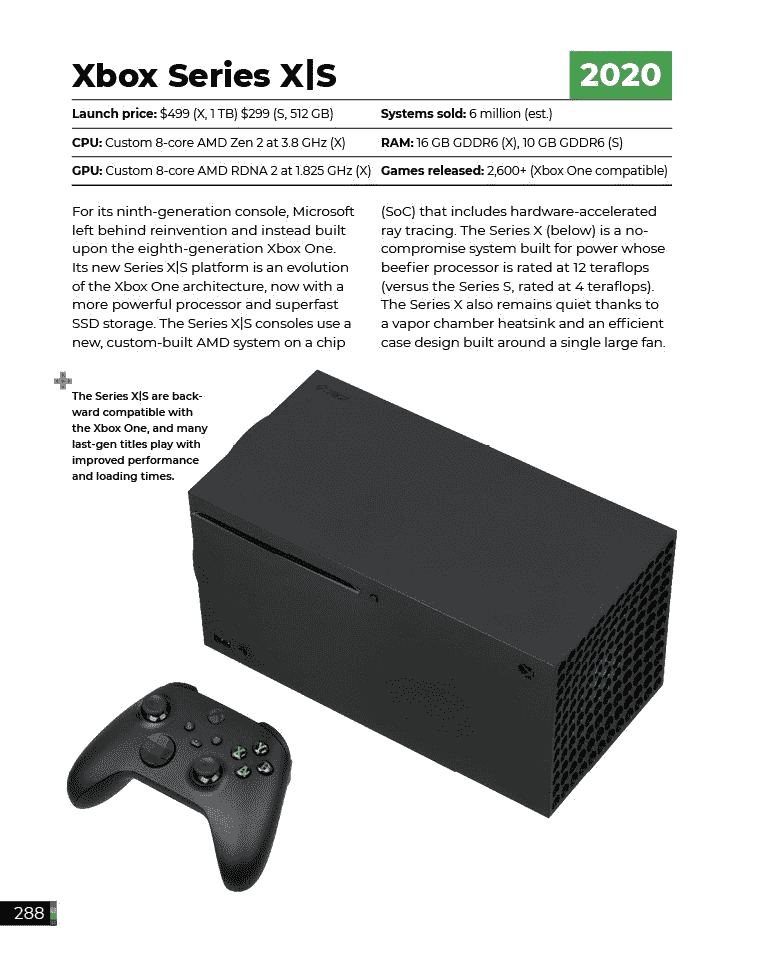 Xbox Series X|S
2020
Launch price: $499 (X, 1 TB) $299 (S, 512 GB)
Systems sold: 6 million (est.)
CPU: Custom 8-core AMD Zen 2 at 3.8 GHz (X)
RAM: 16 GB GDDR6 (X), 10 GB GDDR6 (S)
GPU: Custom 8-core AMD RDNA 2 at 1.825 GHz (X)
Games released: 2,600+ (Xbox One compatible)
For its ninth-generation console, Microsoft
left behind reinvention and instead built
upon the eighth-generation Xbox One.
Its new Series X|S platform is an evolution
of the Xbox One architecture, now with a
more powerful processor and superfast
SSD storage. The Series X|S consoles use a
new, custom-built AMD system on a chip
(SoC) that includes hardware-accelerated
ray tracing. The Series X (below) is a no-
compromise system built for power whose
beefier processor is rated at 12 teraflops
(versus the Series S, rated at 4 teraflops).
The Series X also remains quiet thanks to
a vapor chamber heatsink and an efficient
case design built around a single large fan.
The Series X|S are back-
ward compatible with
the Xbox One, and many
last-gen titles play with
improved performance
and loading times.
288